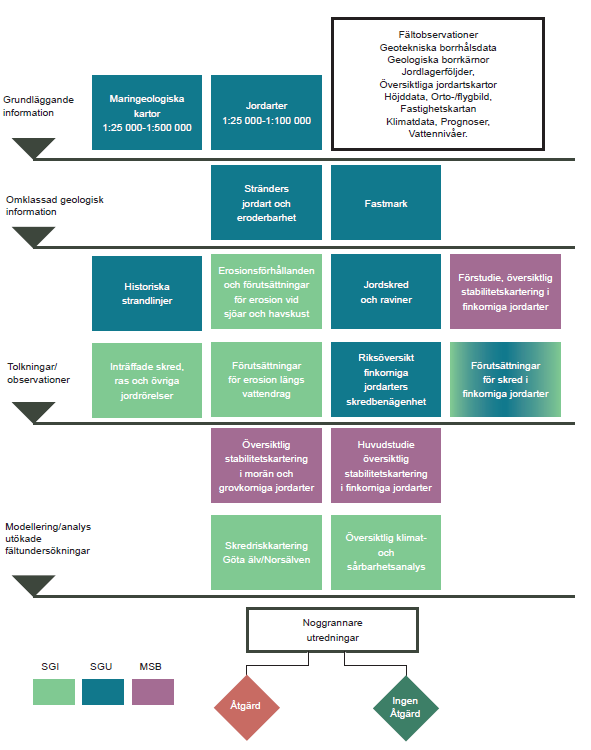 Fältobservationer
Geotekniska borrhålsdata
Geologiska borrkärnor
Jordlagerföljder,
Översiktliga jordartskartor
Höjddata, Orto-/flygbild,
Fastighetskartan
Klimatdata, Prognoser,
Vattennivåer.
Grundläggande
information
Maringeologiska
kartor
1:25 000-1:500 000
Jordarter
1:25 000-1:100 000
Omklassad geologisk
information
Stränders
jordart och
eroderbarhet
Fastmark
Historiska
strandlinjer
Erosionsförhållanden
och förutsättningar
för erosion vid
sjöar och havskust
Jordskred
och raviner
Förstudie, översiktlig
stabilitetskartering i
finkorniga jordarter
Tolkningar/
observationer
Inträffade skred,
ras och övriga
jordrörelser
Förutsättningar
för erosion längs
vattendrag
Riksöversikt
finkorniga
jordarters
skredbenägenhet
Förutsättningar
för skred i
finkorniga jordarter
Översiktlig
stabilitetskartering
i morän och
grovkorniga jordarter
Huvudstudie
översiktlig
stabilitetskartering
i finkorniga jordarter
Modellering/analys
utökade
fältundersökningar
Skredriskkartering
Göta älv/Norsälven
Översiktlig klimat-
och
sårbarhetsanalys
Noggrannare
utredningar
SGI
SGU
MSB
Åtgärd
Ingen
Åtgärd